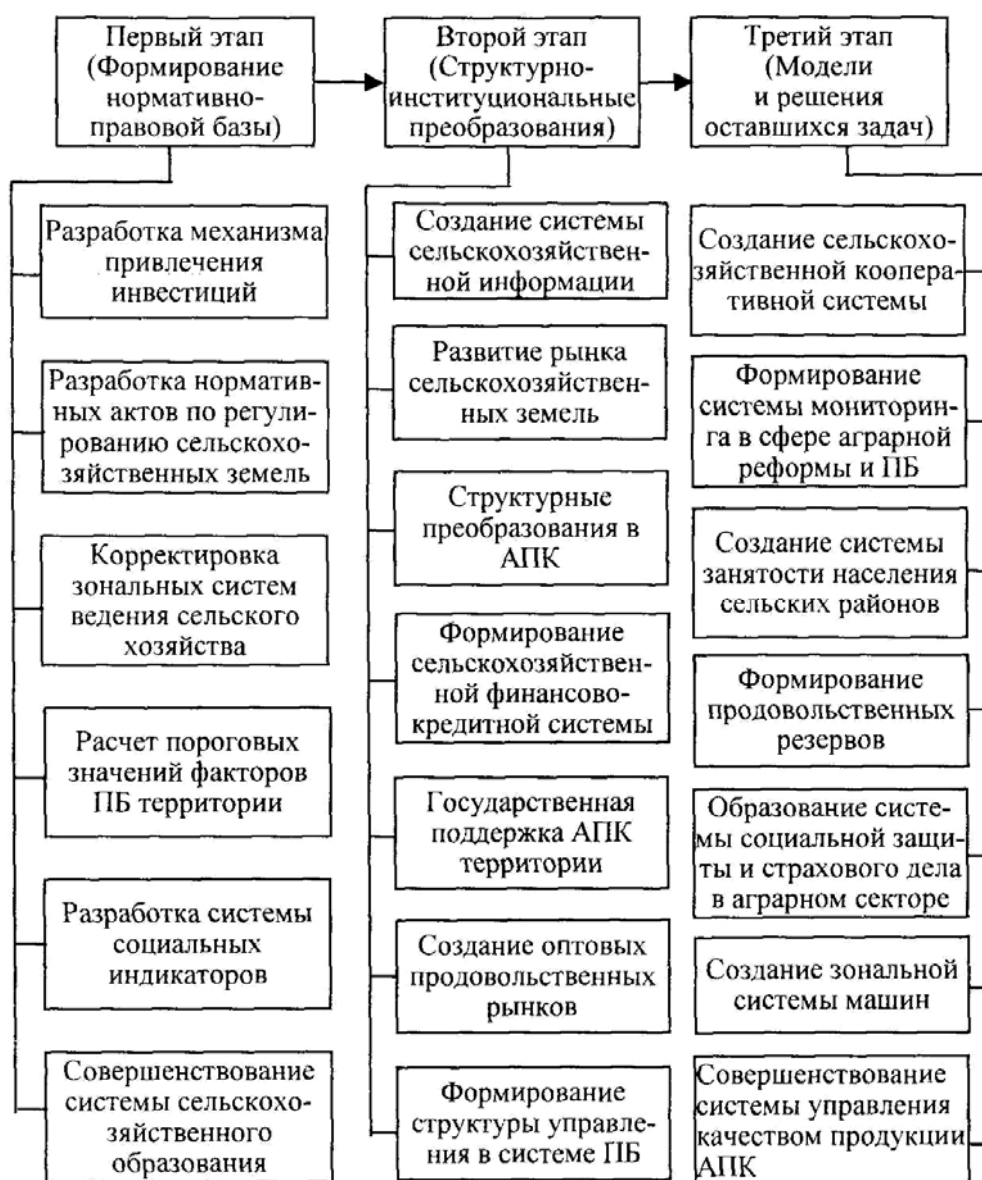 Первый этап
(Формирование
нормативно-
правовой базы)
Второй этап
(Структурно-
институциональные
преобразования)
Третий этап
(Модели
и решения
оставшихся задач)
Разработка механизма
привлечения
инвестиций
Разработка норматив-
ных актов по регули-
рованию сельскохо-
зяйственных земель
Корректировка
зональных систем
ведения сельского
хозяйства
Расчет пороговых
значений факторов
ПБ территории
Разработка системы
социальных
индикаторов
Совершенствование
системы сельскохо-
зяйственного
образования
Создание системы
сельскохозяйствен-
ной информации
Развитие рынка
сельскохозяйствен-
ных земель
Структурные
преобразования в
АПК
Формирование
сельскохозяйствен-
ной финансово-
кредитной системы
Государственная
поддержка АПК
территории
Создание оптовых
продовольственных
рынков
Формирование
структуры управле-
ния в системе ПБ
Создание сельскохо-
зяйственной коопера-
тивной системы
Формирование
системы мониторин-
га в сфере аграрной
реформы и ПБ
Создание системы
занятости населения
сельских районов
Формирование
продовольственных
резервов
Образование систе-
мы социальной защи-
ты и страхового дела
в аграрном секторе
Создание зональной
системы машин
Совершенствование
системы управления
качеством продукции
АПК